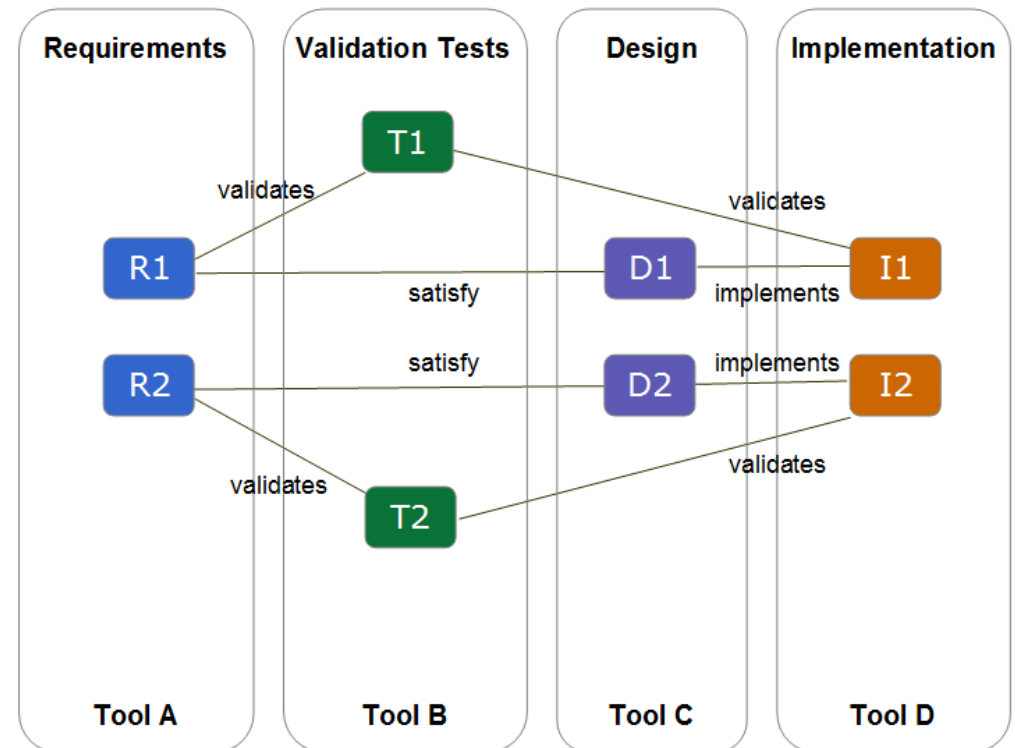 Requirements
Validation Tests
Design
Implementation
T1
validates
validates
R1
D1
I1
satisfy
implements
satisfy
implements
R2
D2
I2
validates
validates
T2
Tool A
Tool B
Tool C
Tool D